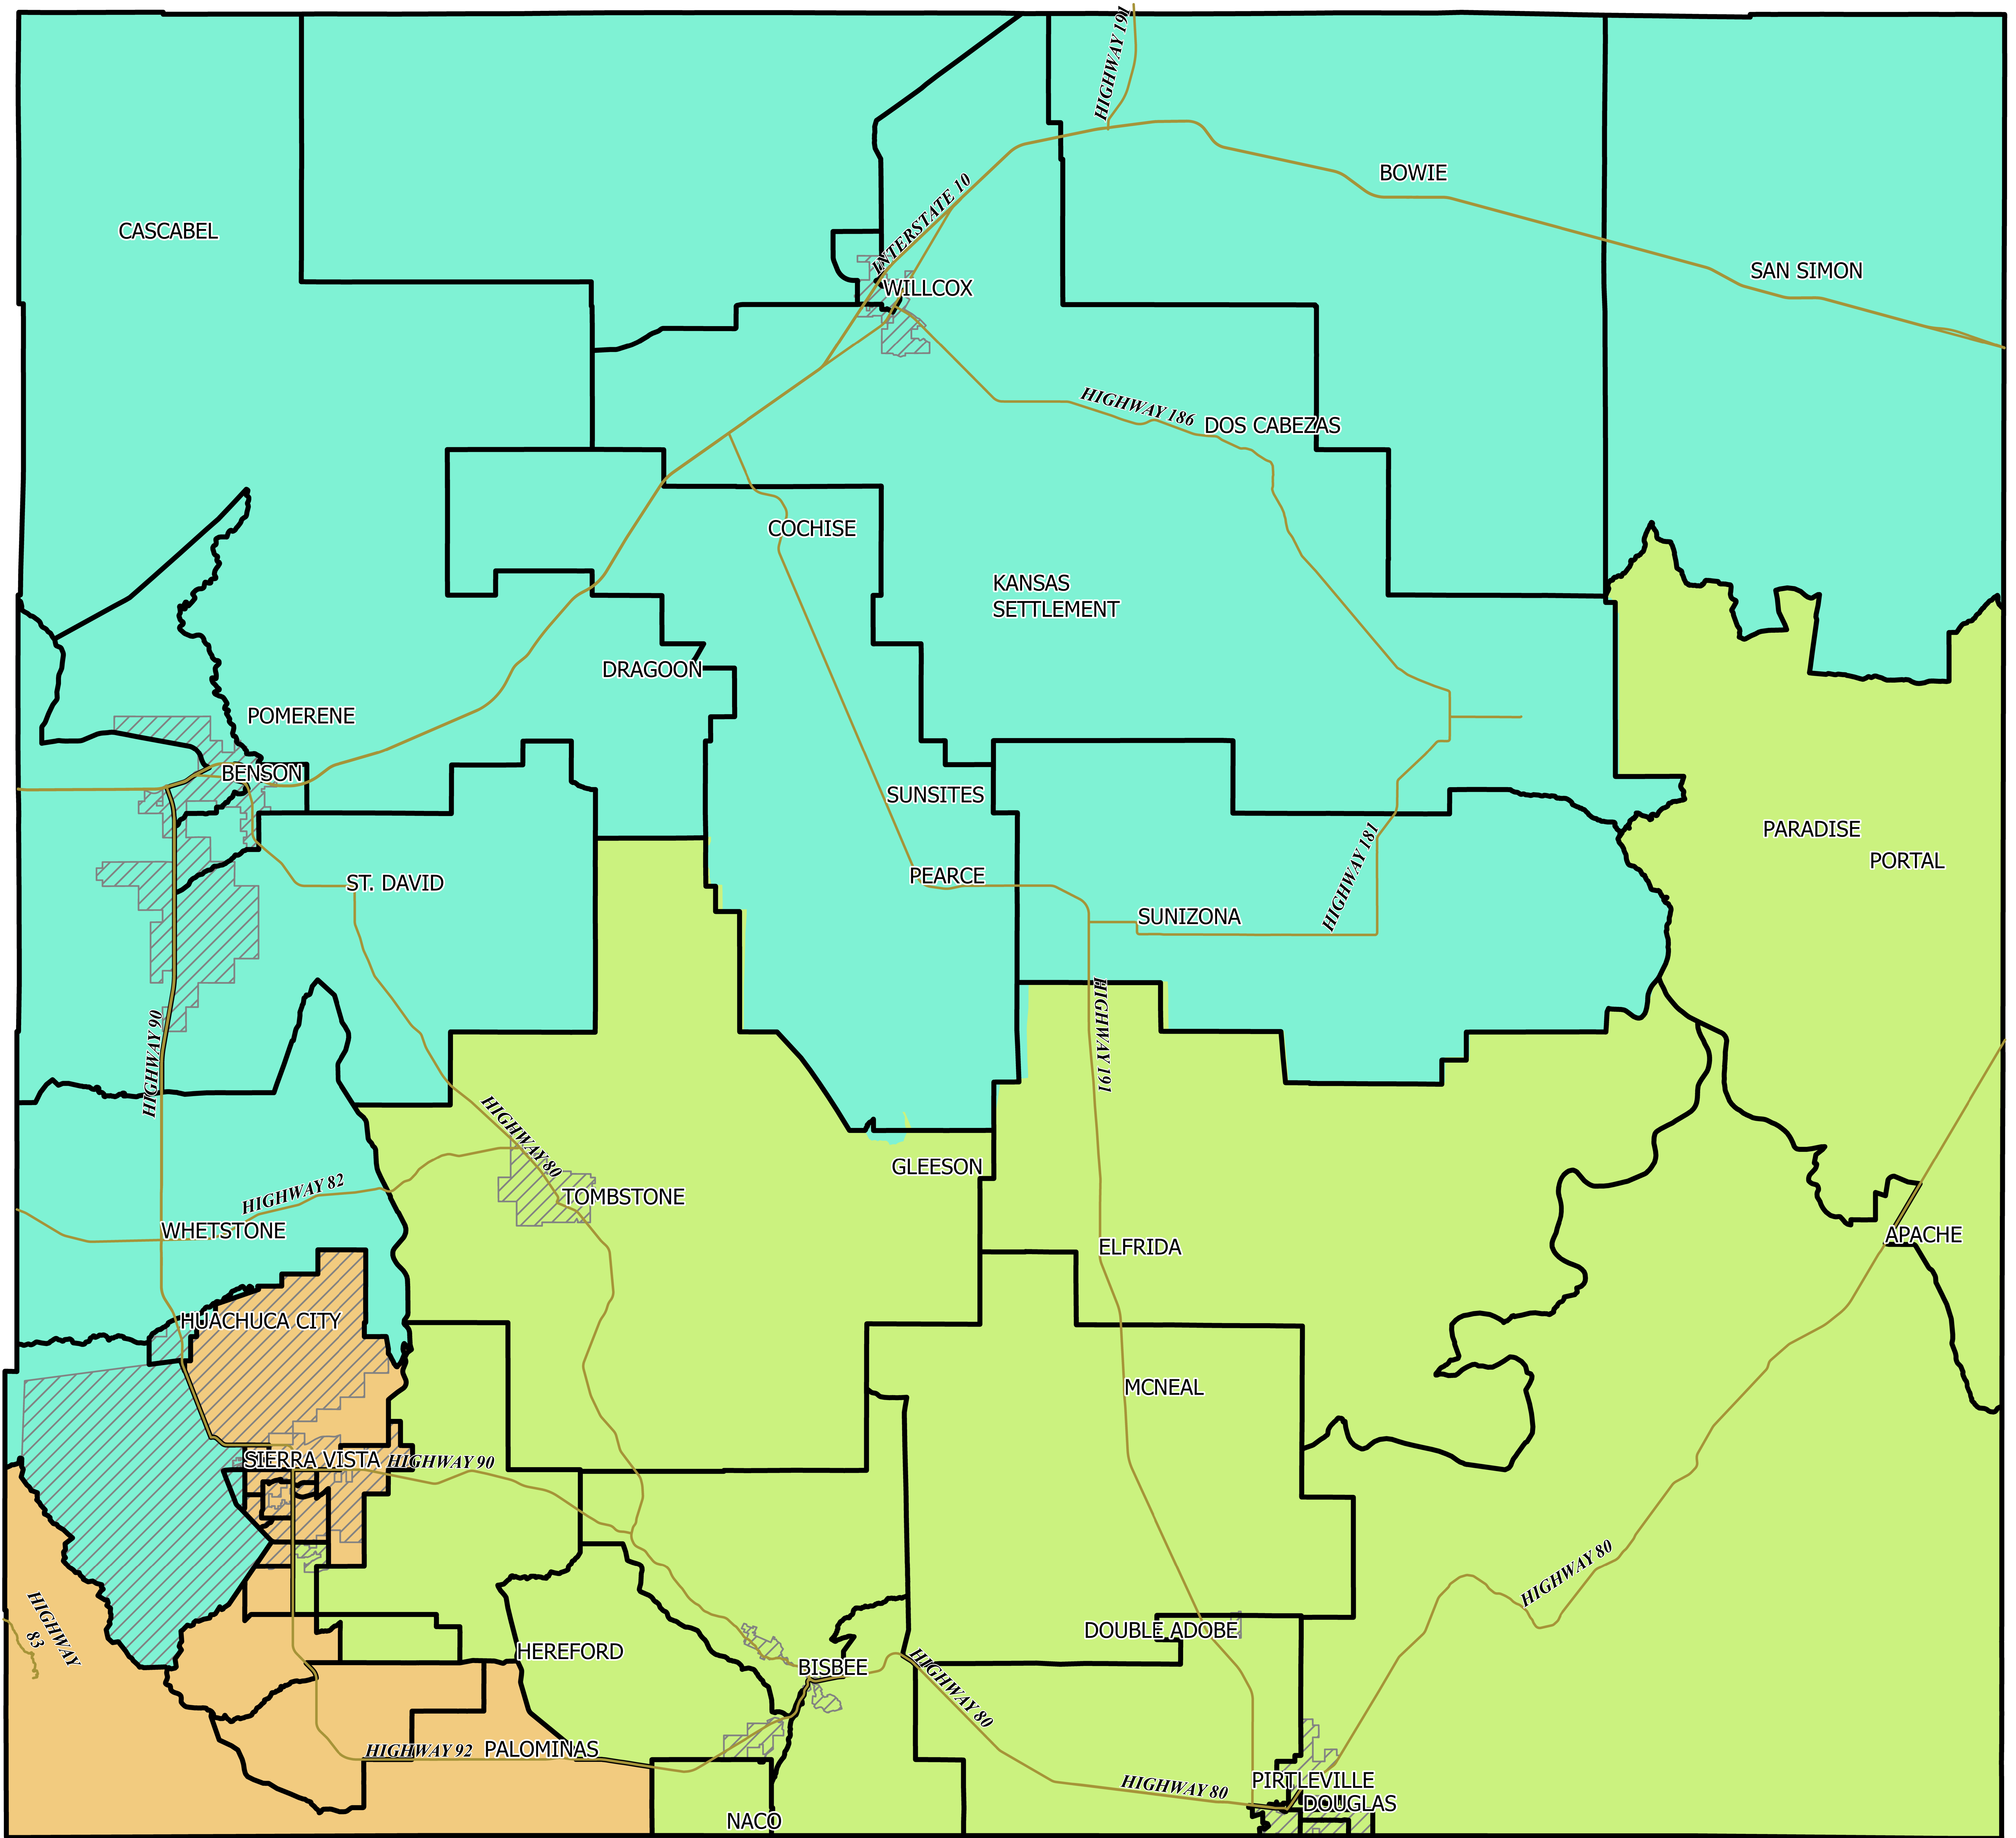 HIGHWAY 191
BOWIE
CASCABEL
INTERSTATE 10
SAN SIMON
WILLCOX
HIGHWAY 186
DOS CABEZAS
COCHISE
KANSAS
SETTLEMENT
DRAGOON
POMERENE
BENSON
SUNSITES
PARADISE
PORTAL
ST. DAVID
PEARCE
HIGHWAY 181
SUNIZONA
HIGHWAY 90
HIGHWAY 191
HIGHWAY 80
GLEESON
HIGHWAY 82
TOMBSTONE
WHETSTONE
ELFRIDA
APACHE
HUACHUCA CITY
MCNEAL
SIERRA VISTA
HIGHWAY 90
HIGHWAY 80
HIGHWAY
83
DOUBLE ADOBE
HEREFORD
BISBEE
HIGHWAY 80
HIGHWAY 92
PALOMINAS
HIGHWAY 80
PIRTLEVILLE
DOUGLAS
NACO